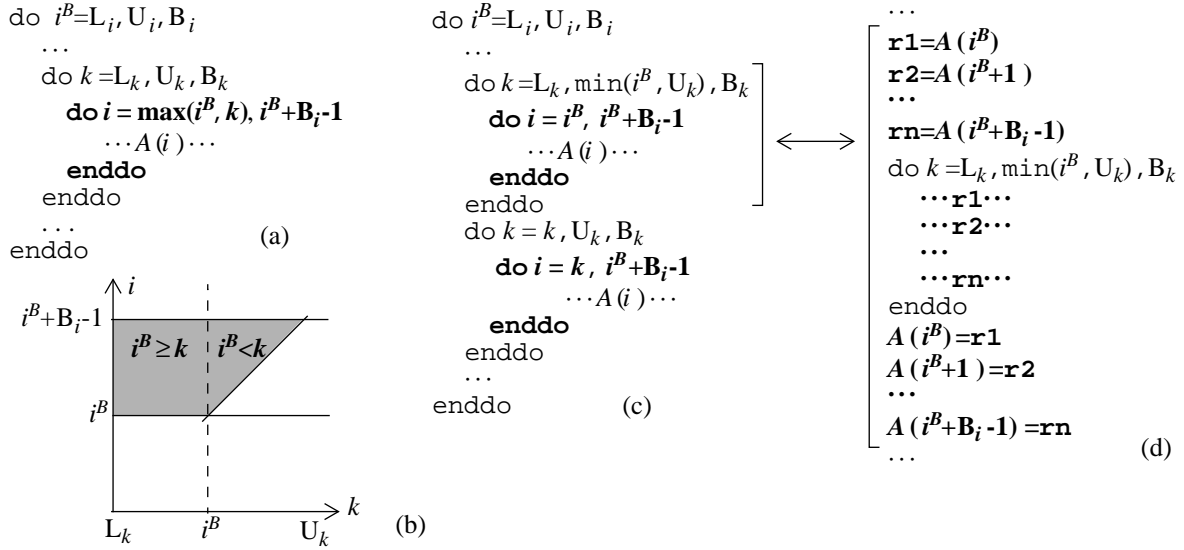 do i^B=L_i, U_i, B_i
...
do k=L_k, U_k, B_k
do i = max(i^B, k), i^B+B_i-1
...A(i)...
enddo
enddo
...
enddo
(a)
i
i^B+B_i-1
i^B≥k
i^B<k
i^B
k
L_k
i^B
U_k
(b)
do i^B=L_i, U_i, B_i
...
do k=L_k, min(i^B, U_k), B_k
do i = i^B, i^B+B_i-1
...A(i)...
enddo
enddo
do k = k, U_k, B_k
do i = k, i^B+B_i-1
...A(i)...
enddo
enddo
...
enddo
(c)
...
r1=A(i^B)
r2=A(i^B+1)
...
rn=A(i^B+B_i-1)
do k=L_k, min(i^B, U_k), B_k
...r1...
...r2...
...
...rn...
enddo
A(i^B)=r1
A(i^B+1)=r2
...
A(i^B+B_i-1)=rn
...
(d)